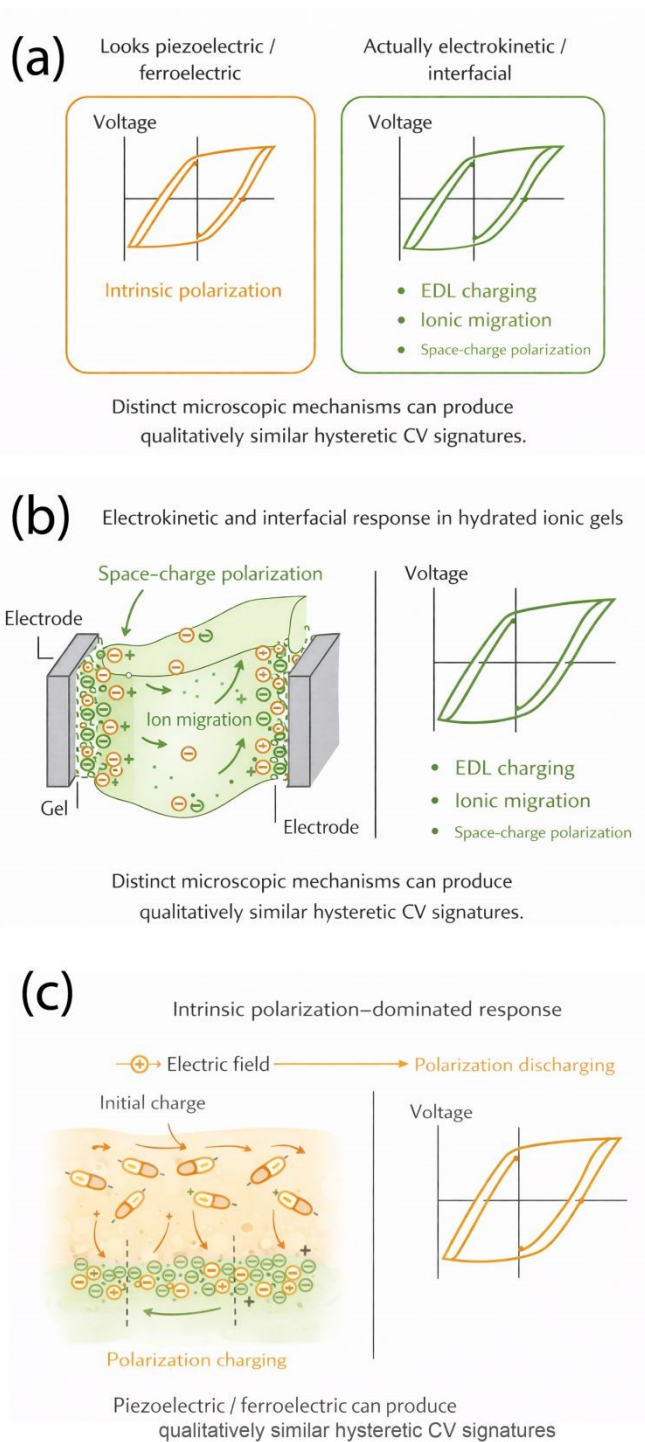 (a)
Looks piezoelectric /
ferroelectric
Actually electrokinetic /
interfacial
Voltage
Intrinsic polarization
Voltage
• EDL charging
• Ionic migration
• Space-charge polarization
Distinct microscopic mechanisms can produce
qualitatively similar hysteretic CV signatures.
(b)
Electrokinetic and interfacial response in hydrated ionic gels
Space-charge polarization
Electrode
Ion migration
Gel
Electrode
Voltage
• EDL charging
• Ionic migration
• Space-charge polarization
Distinct microscopic mechanisms can produce
qualitatively similar hysteretic CV signatures.
(c)
Intrinsic polarization–dominated response
Electric field
Polarization discharging
Initial charge
Polarization charging
Voltage
Piezoelectric / ferroelectric can produce
qualitatively similar hysteretic CV signatures